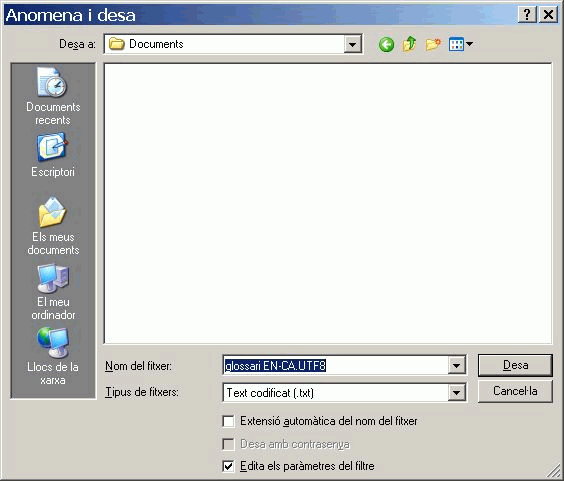 Anomena i desa
Desa a: Documents
Documents
recents
Escriptori
Els meus
documents
El meu
ordinador
Llocs de la
xarxa
Nom del fitxer: glossari EN-CA.UTF8 Desa
Tipus de fitxers: Text codificat (.txt) Cancel·la
Extensió automàtica del nom del fitxer
Desa amb contrasenya
Edita els paràmetres del filtre